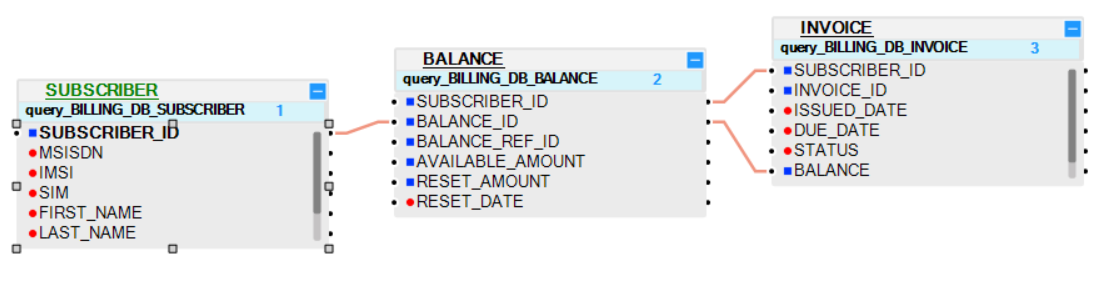 SUBSCRIBER
query_BILLING_DB_SUBSCRIBER 1
SUBSCRIBER_ID
MSISDN
IMSI
SIM
FIRST_NAME
LAST_NAME
BALANCE
query_BILLING_DB_BALANCE 2
SUBSCRIBER_ID
BALANCE_ID
BALANCE_REF_ID
AVAILABLE_AMOUNT
RESET_AMOUNT
RESET_DATE
INVOICE
query_BILLING_DB_INVOICE 3
SUBSCRIBER_ID
INVOICE_ID
ISSUED_DATE
DUE_DATE
STATUS
BALANCE